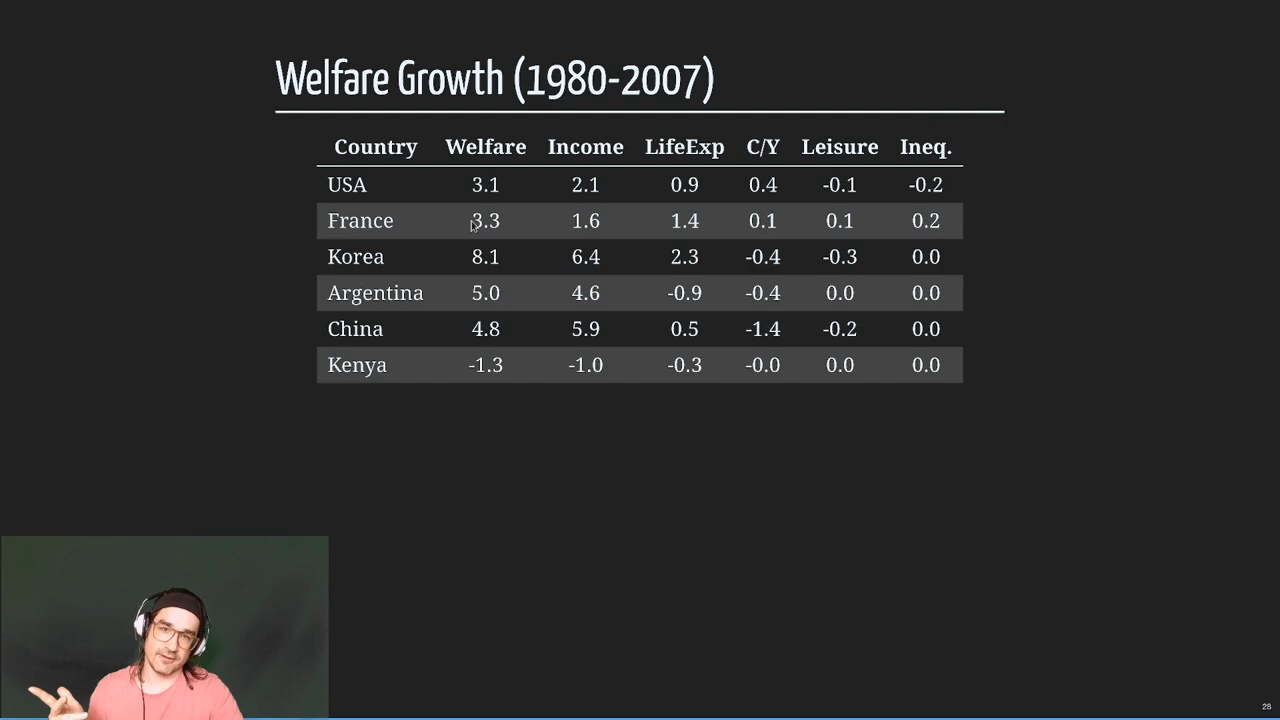 Welfare Growth (1980-2007)
Country Welfare Income LifeExp C/Y Leisure Ineq.
USA 3.1 2.1 0.9 0.4 -0.1 -0.2
France 3.3 1.6 1.4 0.1 0.1 0.2
Korea 8.1 6.4 2.3 -0.4 -0.3 0.0
Argentina 5.0 4.6 -0.9 -0.4 0.0 0.0
China 4.8 5.9 0.5 -1.4 -0.2 0.0
Kenya -1.3 -1.0 -0.3 -0.0 0.0 0.0
26